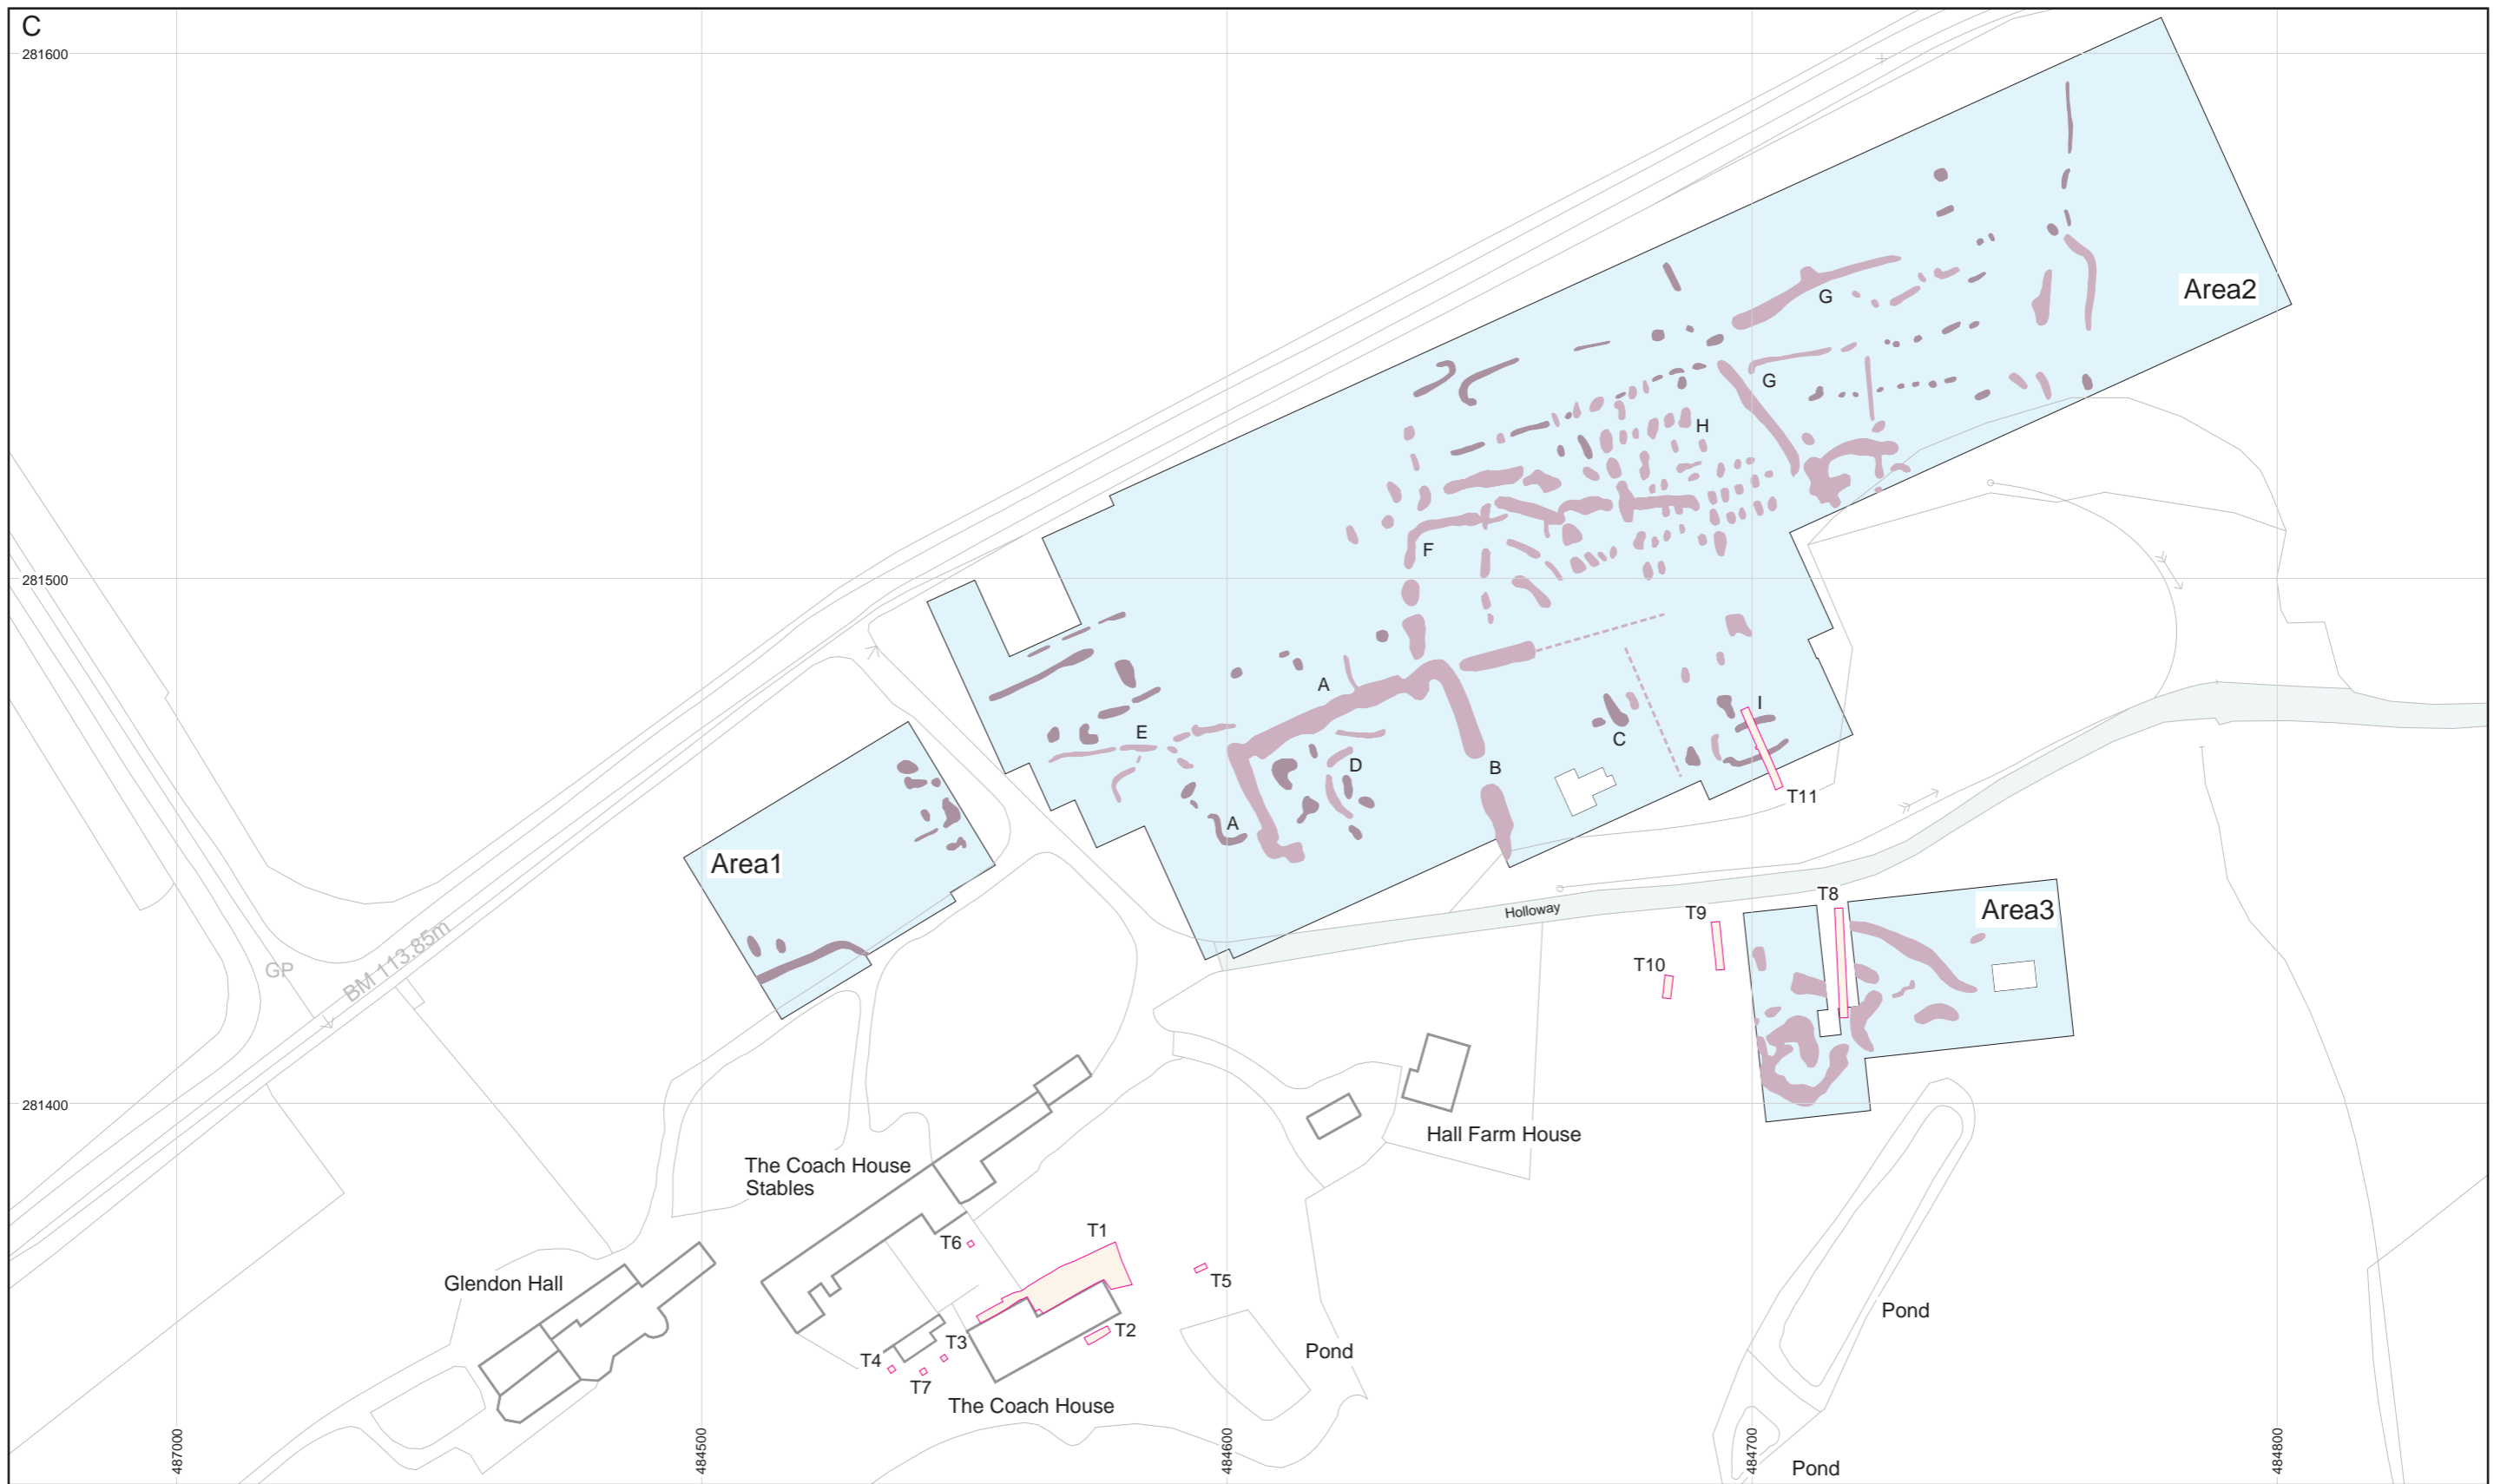 C
281600
Area2
G
G
H
281500
F
A
E
I
C
D
B
T11
A
Area1
T8
T9
Area3
Holloway
BM 113.85m
GP
T10
281400
Hall Farm House
The Coach House
Stables
T1
T6
T5
Glendon Hall
Pond
T2
T3
Pond
T4
T7
The Coach House
487000
484500
484600
484700
484800
Pond